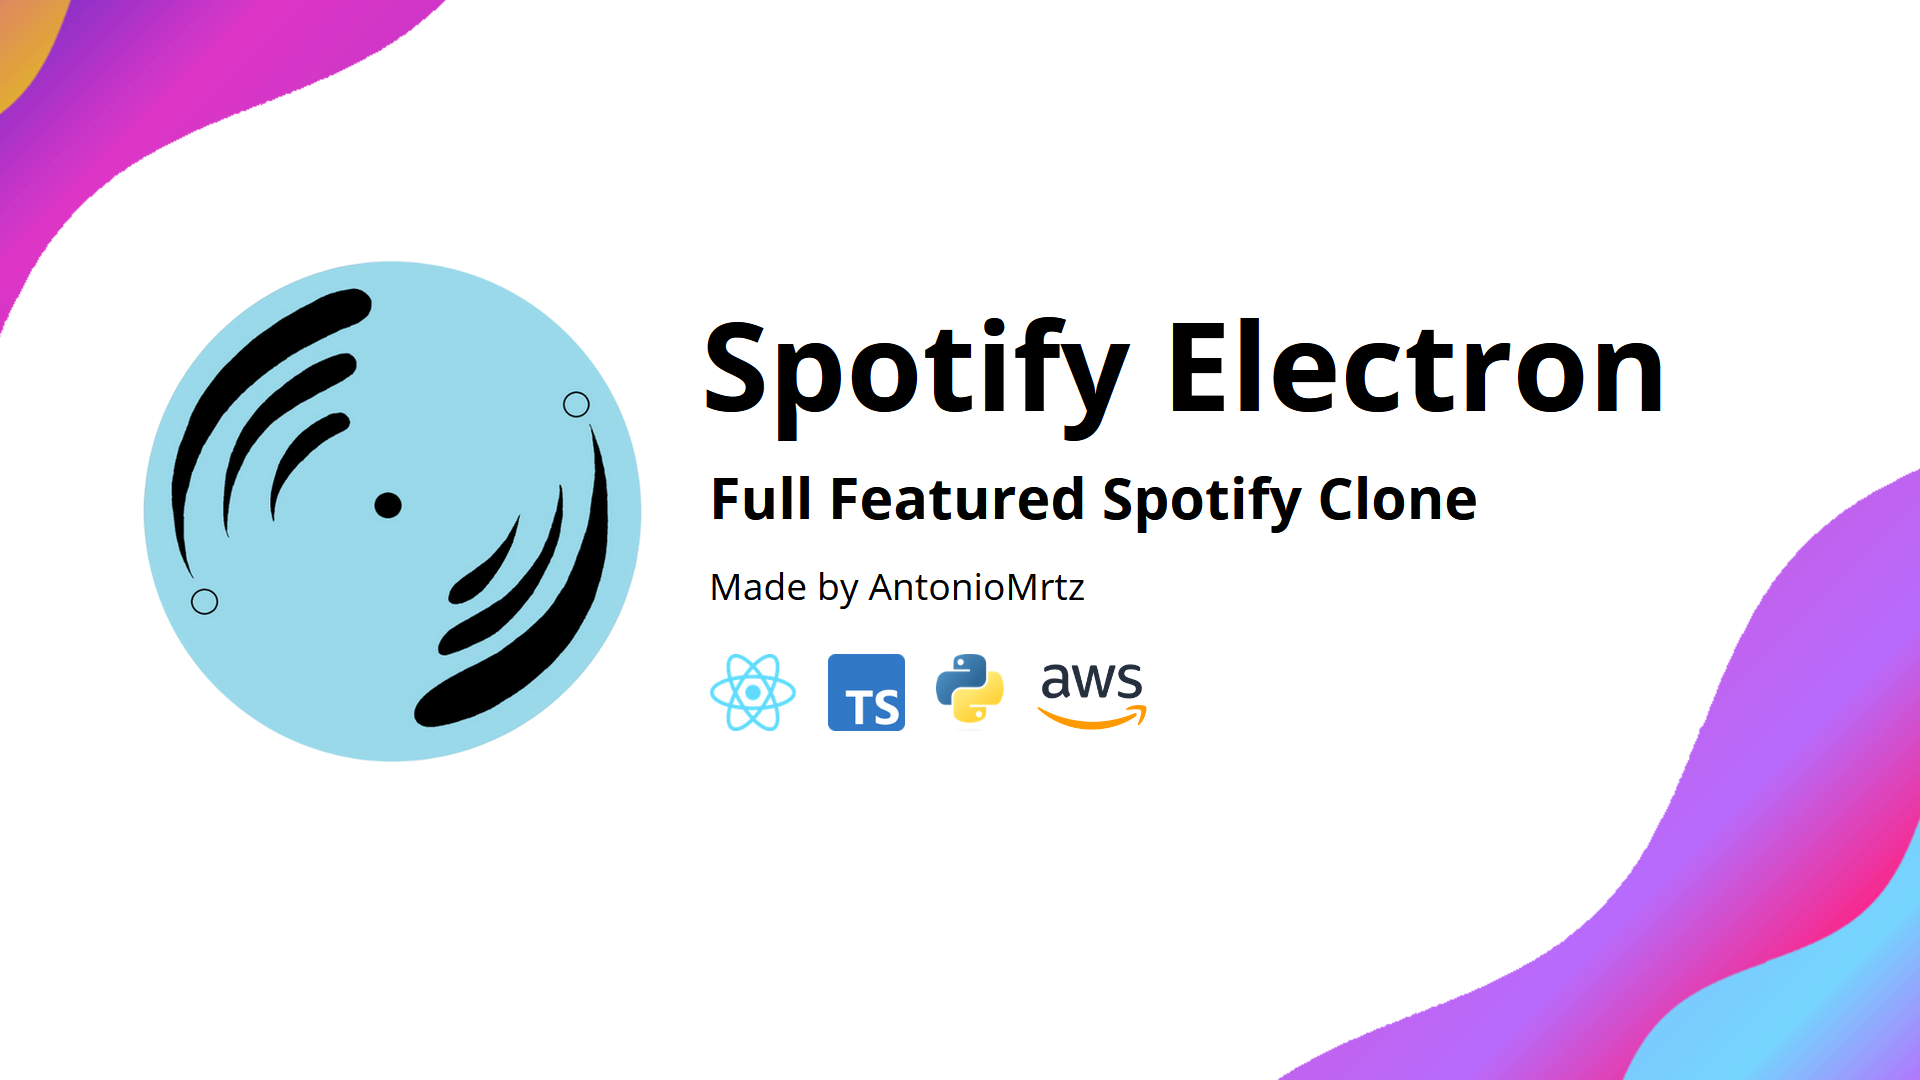 Spotify Electron
Full Featured Spotify Clone
Made by AntonioMrtz
TS
aws